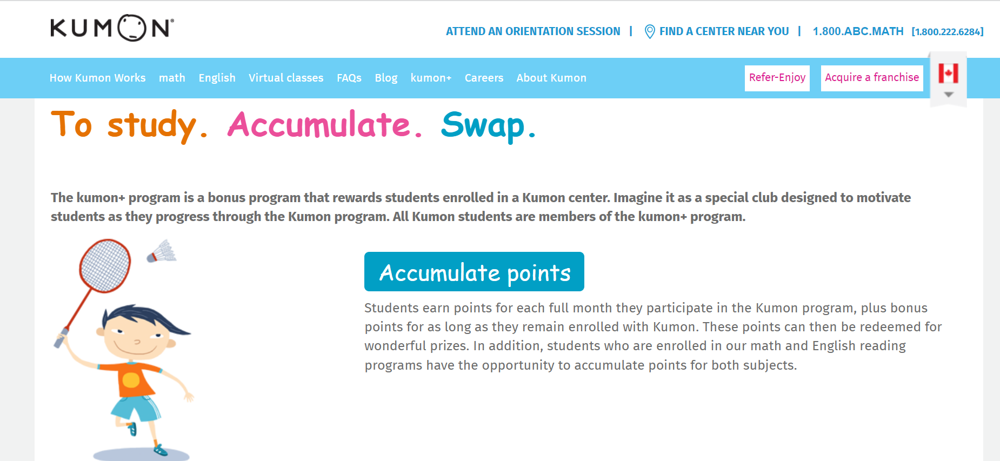 KUMON®
ATTEND AN ORIENTATION SESSION | FIND A CENTER NEAR YOU | 1.800.ABC.MATH [1.800.222.6284]
How Kumon Works math English Virtual classes FAQs Blog kumon+ Careers About Kumon Refer-Enjoy Acquire a franchise
To study. Accumulate. Swap.
The kumon+ program is a bonus program that rewards students enrolled in a Kumon center. Imagine it as a special club designed to motivate
students as they progress through the Kumon program. All Kumon students are members of the kumon+ program.
Accumulate points
Students earn points for each full month they participate in the Kumon program, plus bonus
points for as long as they remain enrolled with Kumon. These points can then be redeemed for
wonderful prizes. In addition, students who are enrolled in our math and English reading
programs have the opportunity to accumulate points for both subjects.